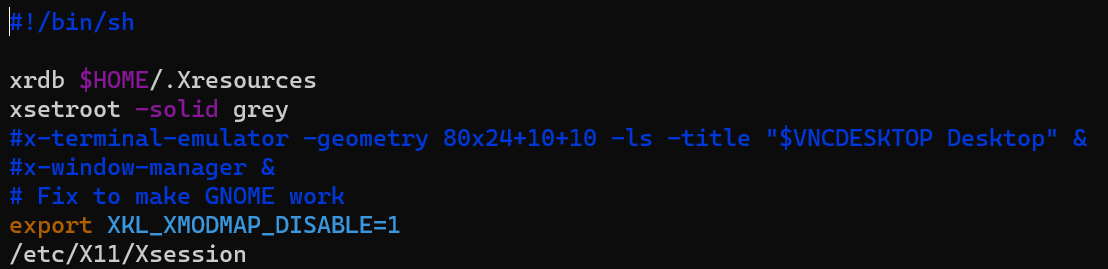 #!/bin/sh
xrdb $HOME/.Xresources
xsetroot -solid grey
#x-terminal-emulator -geometry 80x24+10+10 -ls -title "$VNCDESKTOP Desktop" &
#x-window-manager &
# Fix to make GNOME work
export XKL_XMODMAP_DISABLE=1
/etc/X11/Xsession